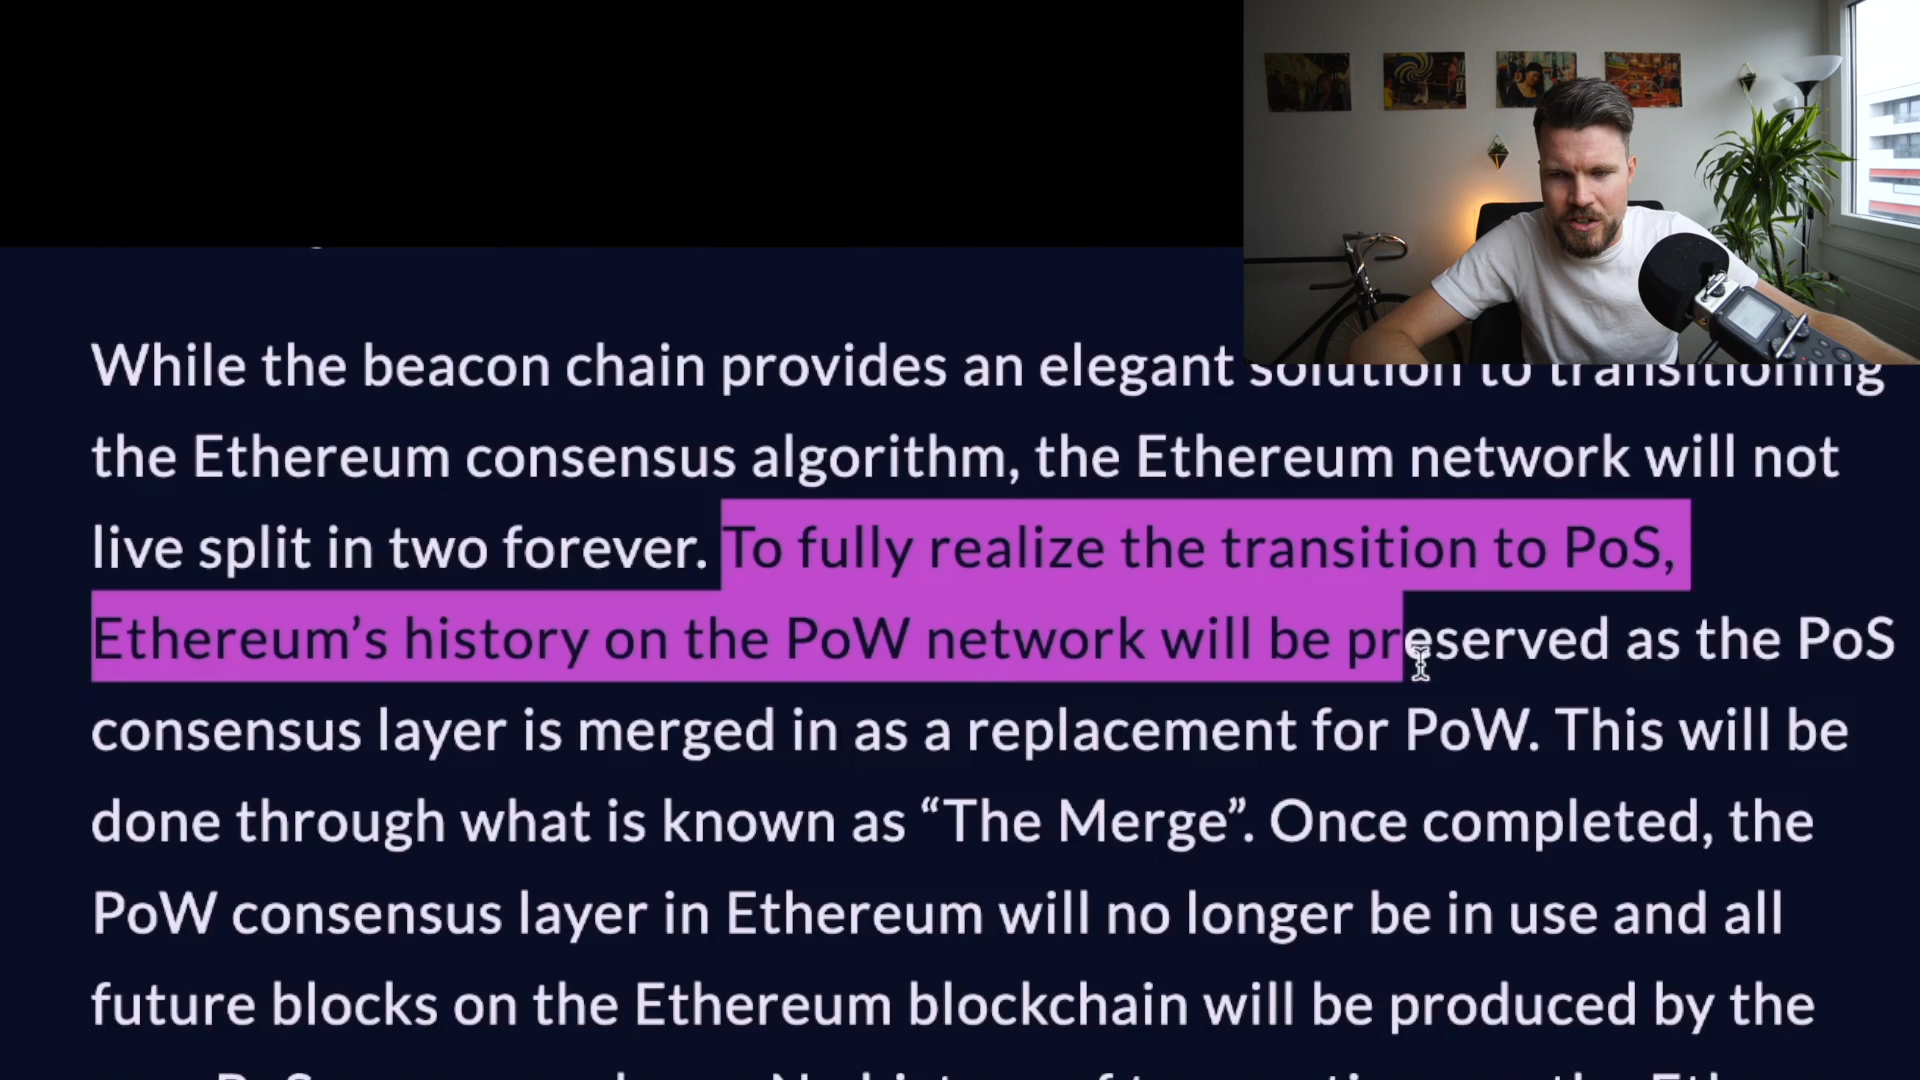 While the beacon chain provides an elegant solution to transitioning
the Ethereum consensus algorithm, the Ethereum network will not
live split in two forever. To fully realize the transition to PoS,
Ethereum’s history on the PoW network will be preserved as the PoS
consensus layer is merged in as a replacement for PoW. This will be
done through what is known as “The Merge”. Once completed, the
PoW consensus layer in Ethereum will no longer be in use and all
future blocks on the Ethereum blockchain will be produced by the